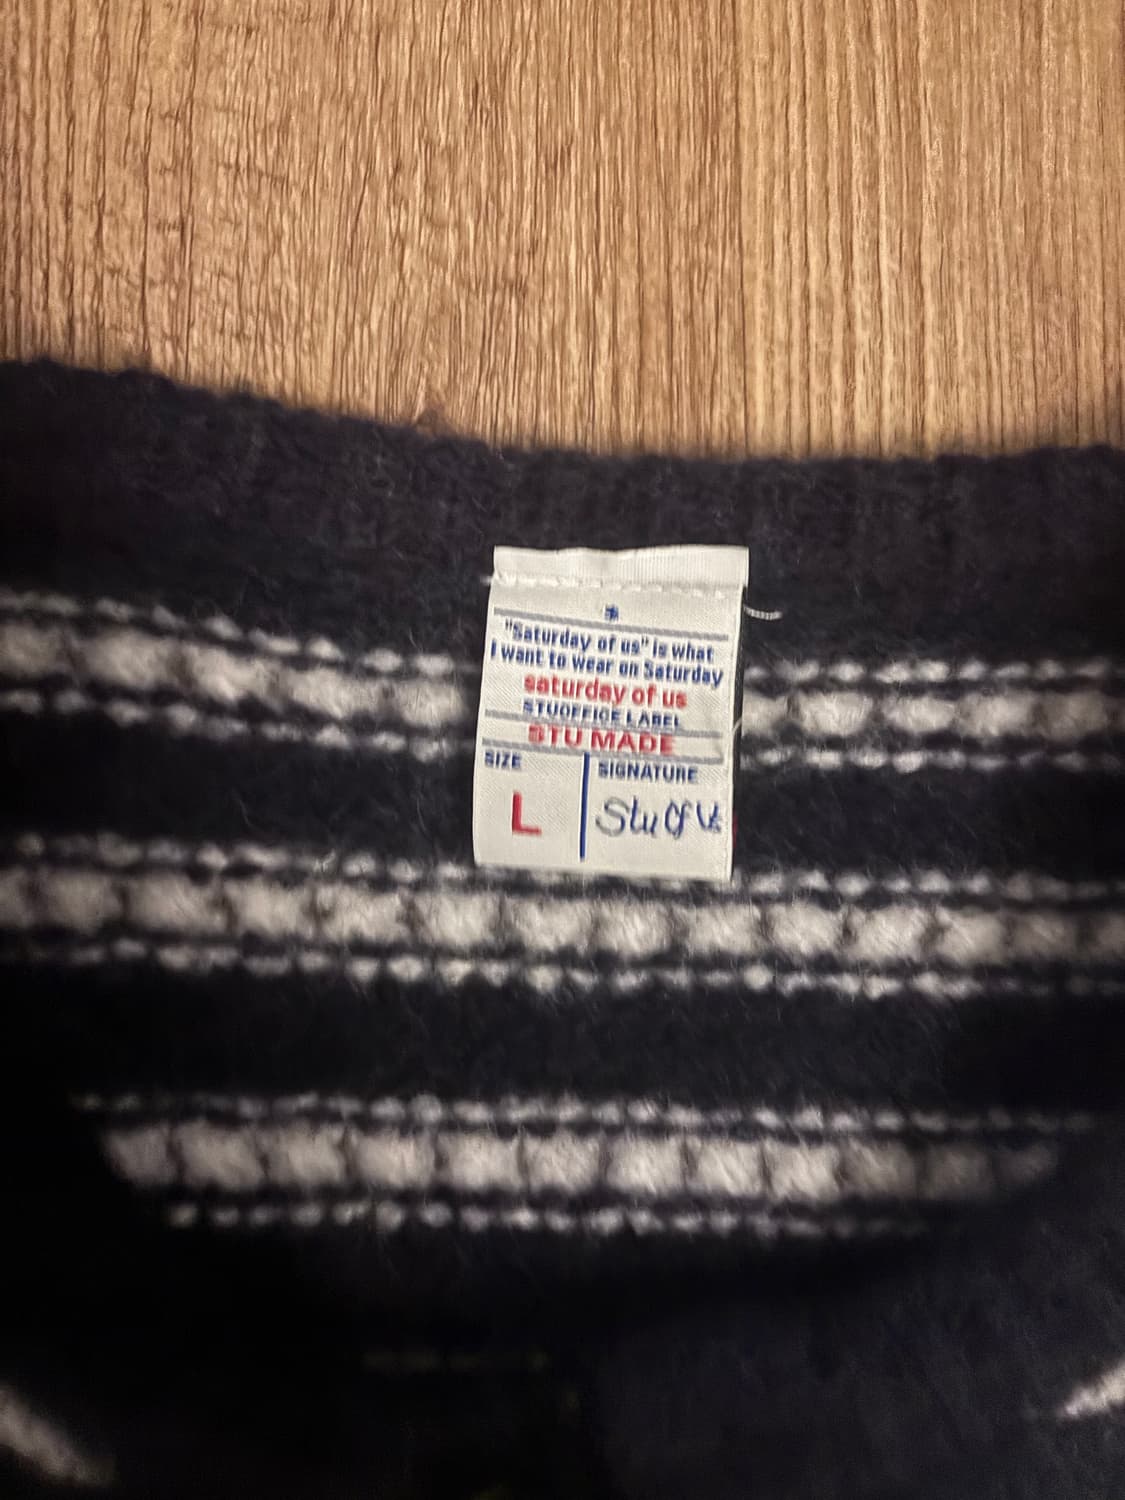 "Saturday of us" is what
I want to wear on Saturday
saturday of us
STUOFFICE LABEL
STU MADE
SIZE
SIGNATURE
L
Stu Of Us